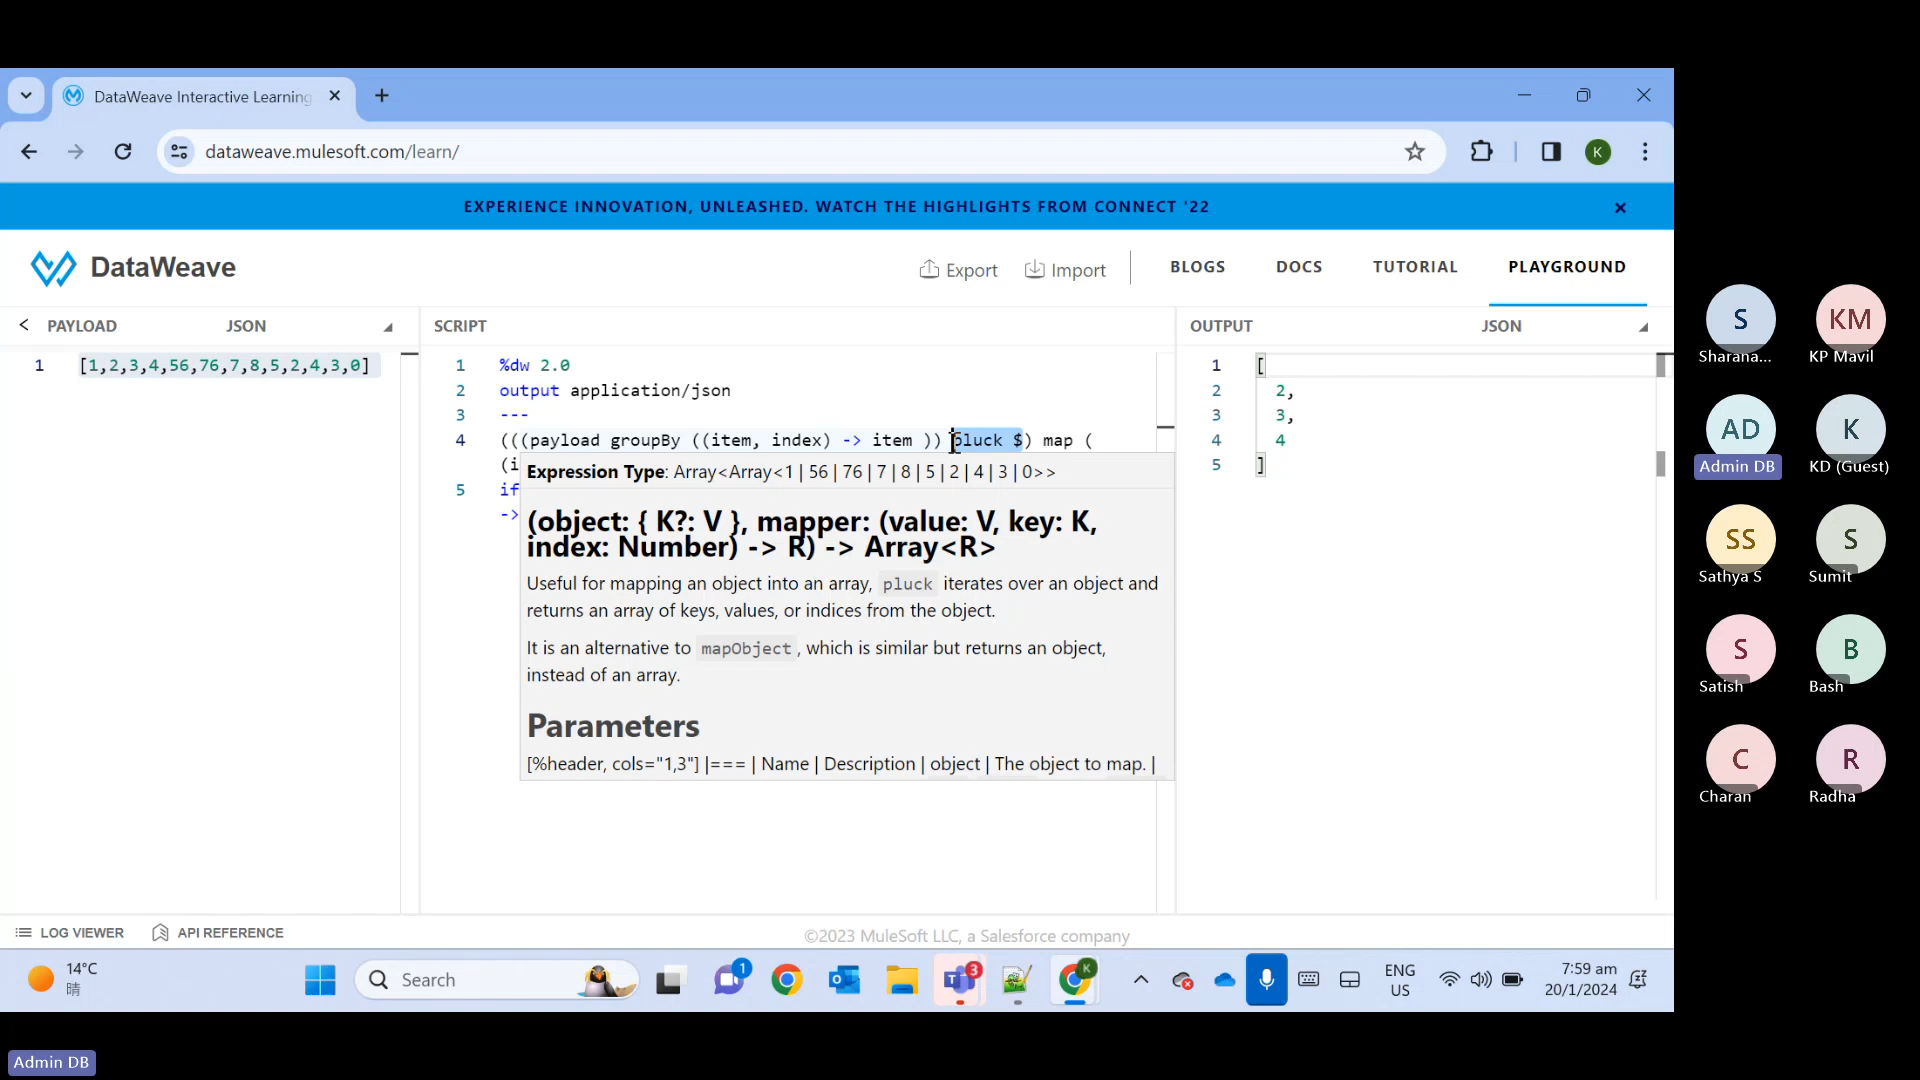 DataWeave Interactive Learning
dataweave.mulesoft.com/learn/
K
EXPERIENCE INNOVATION, UNLEASHED. WATCH THE HIGHLIGHTS FROM CONNECT '22
DataWeave
Export
Import
BLOGS
DOCS
TUTORIAL
PLAYGROUND
PAYLOAD
JSON
SCRIPT
OUTPUT
JSON
1 [1,2,3,4,56,76,7,8,5,2,4,3,0]
1 %dw 2.0
2 output application/json
3 ---
4 (((payload groupBy ((item, index) -> item )) pluck $) map (
(i
5 if
->
Expression Type: Array<Array<1 | 56 | 76 | 7 | 8 | 5 | 2 | 4 | 3 | 0>>
(object: { K?: V }, mapper: (value: V, key: K,
index: Number) -> R) -> Array<R>
Useful for mapping an object into an array, pluck iterates over an object and
returns an array of keys, values, or indices from the object.
It is an alternative to mapObject, which is similar but returns an object,
instead of an array.
Parameters
[%header, cols="1,3"] |=== | Name | Description | object | The object to map. |
1 [
2 2,
3 3,
4 4
5 ]
LOG VIEWER
API REFERENCE
©2023 MuleSoft LLC, a Salesforce company
14°C
晴
Search
1
3
K
ENG
US
7:59 am
20/1/2024
S
Sharana...
KM
KP Mavil
AD
Admin DB
K
KD (Guest)
SS
Sathya S
S
Sumit
S
Satish
B
Bash
C
Charan
R
Radha
Admin DB